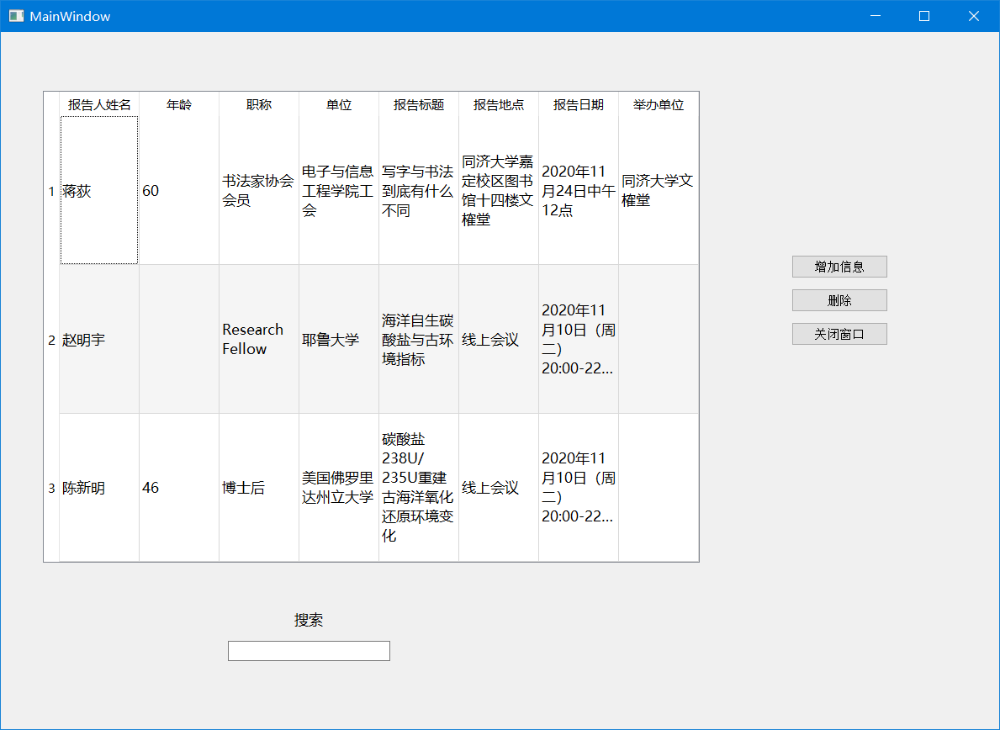 MainWindow
报告人姓名 年龄 职称 单位 报告标题 报告地点 报告日期 举办单位
1
蒋荻
60
书法家协会
会员
电子与信息
工程学院工
会
写字与书法
到底有什么
不同
同济大学嘉
定校区图书
馆十四楼文
榷堂
2020年11
月24日中午
12点
同济大学文
榷堂
2
赵明宇
Research
Fellow
耶鲁大学
海洋自生碳
酸盐与古环
境指标
线上会议
2020年11
月10日（周
二）
20:00-22...
3
陈新明
46
博士后
美国佛罗里
达州立大学
碳酸盐
238U/
235U重建
古海洋氧化
还原环境变
化
线上会议
2020年11
月10日（周
二）
20:00-22...
增加信息
删除
关闭窗口
搜索